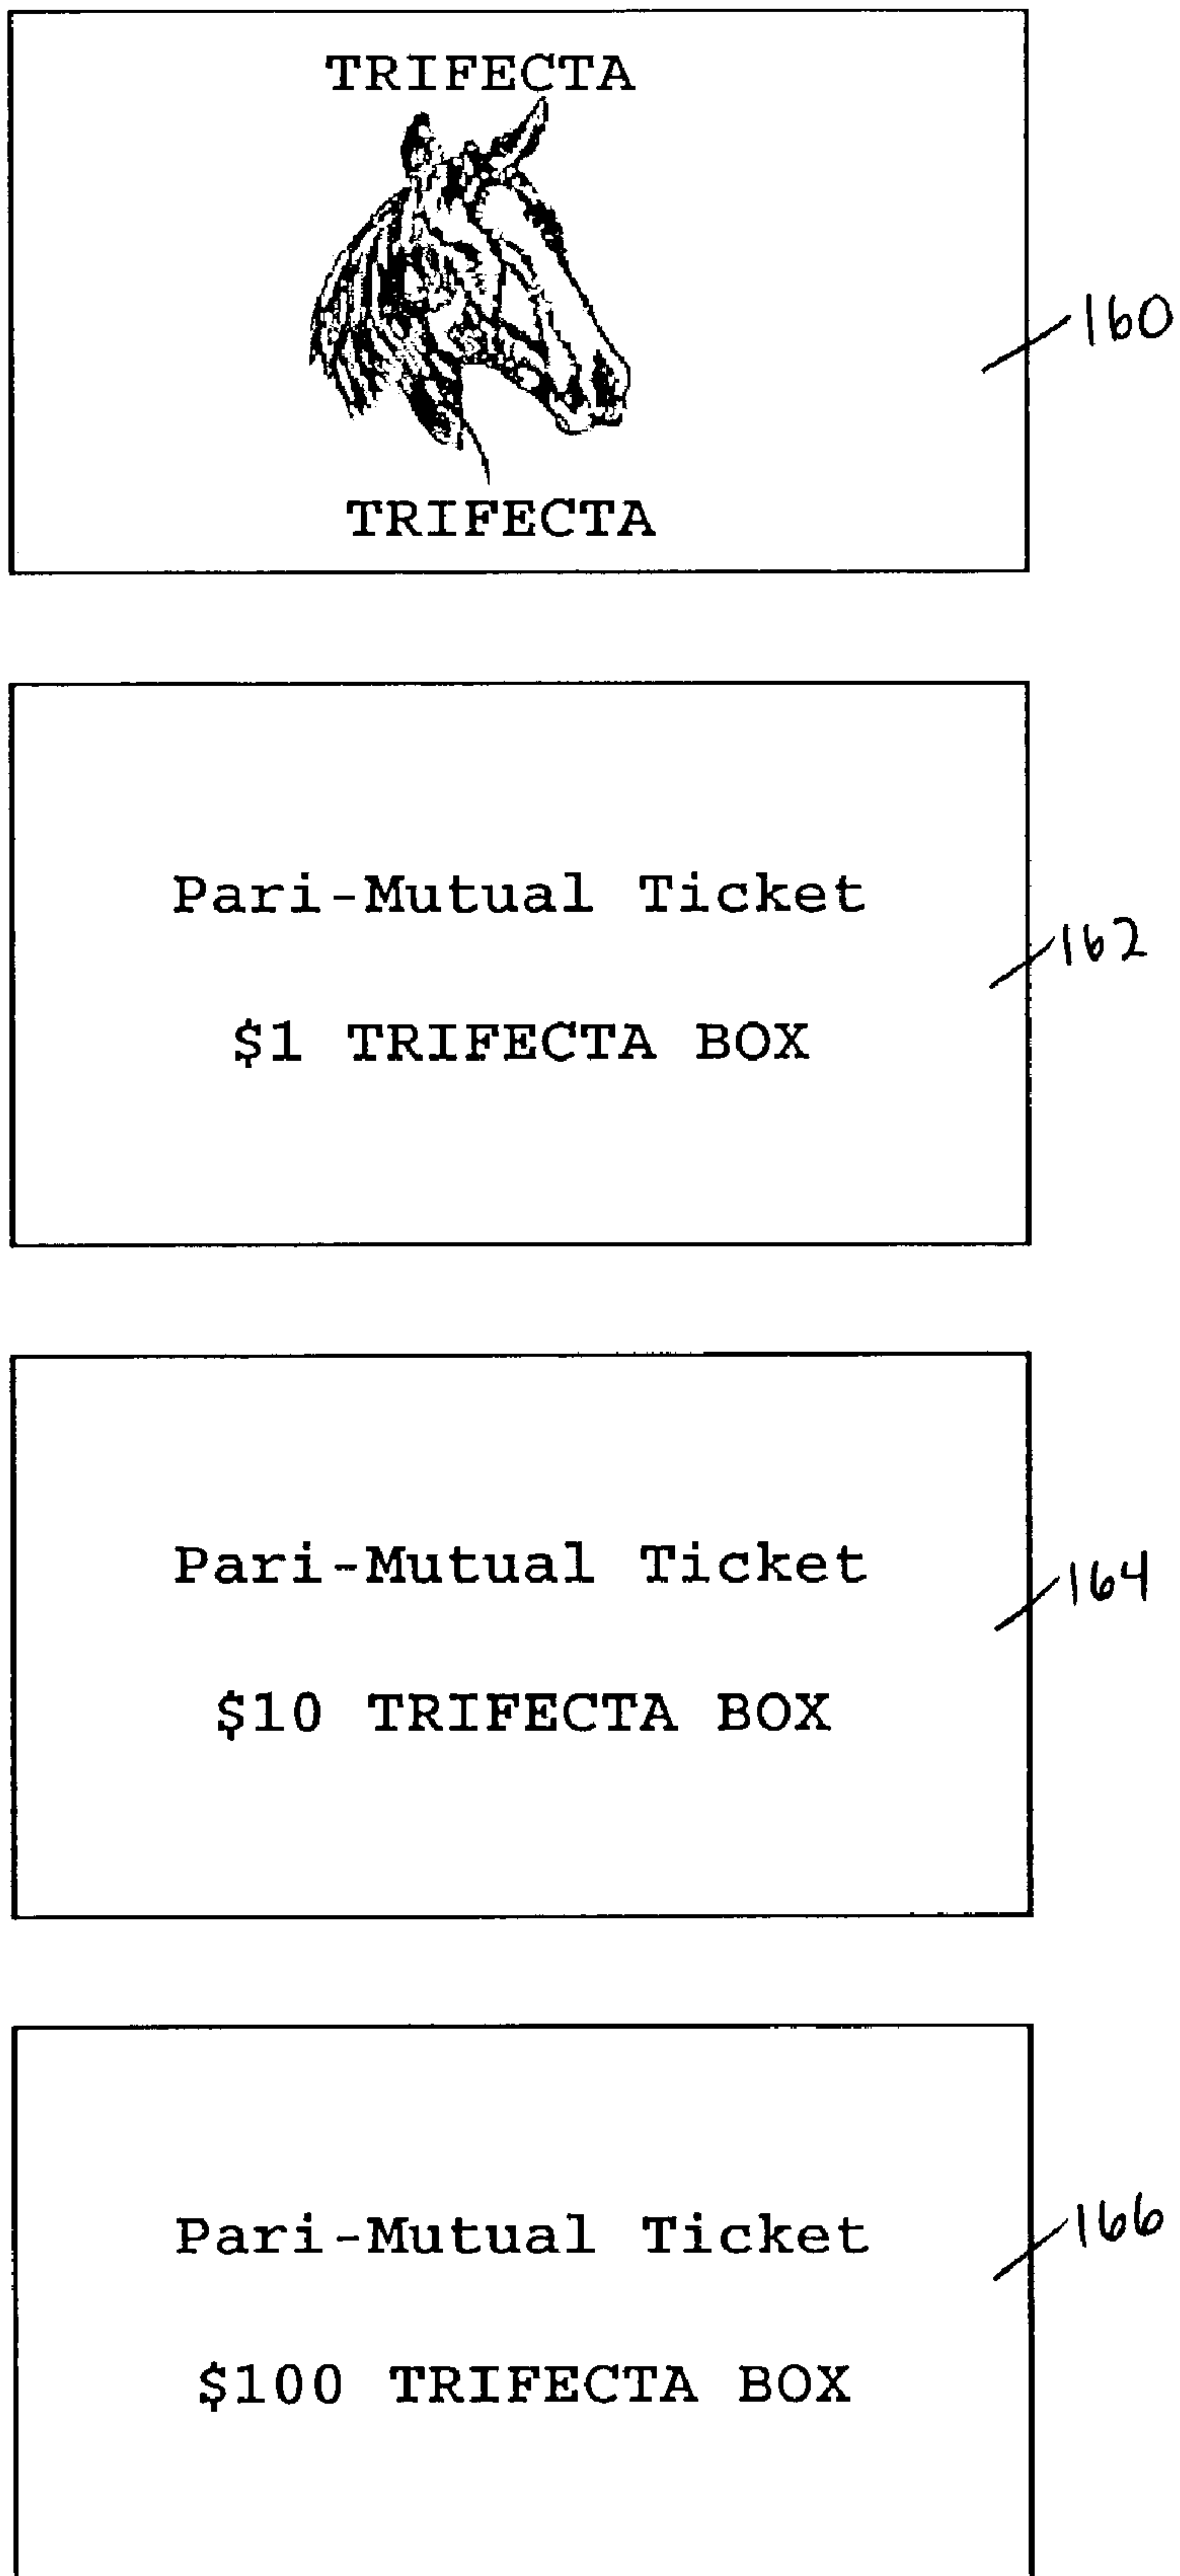 TRIFECTA
160
TRIFECTA
Pari-Mutual Ticket
162
$1 TRIFECTA BOX
Pari-Mutual Ticket
164
$10 TRIFECTA BOX
Pari-Mutual Ticket
166
$100 TRIFECTA BOX